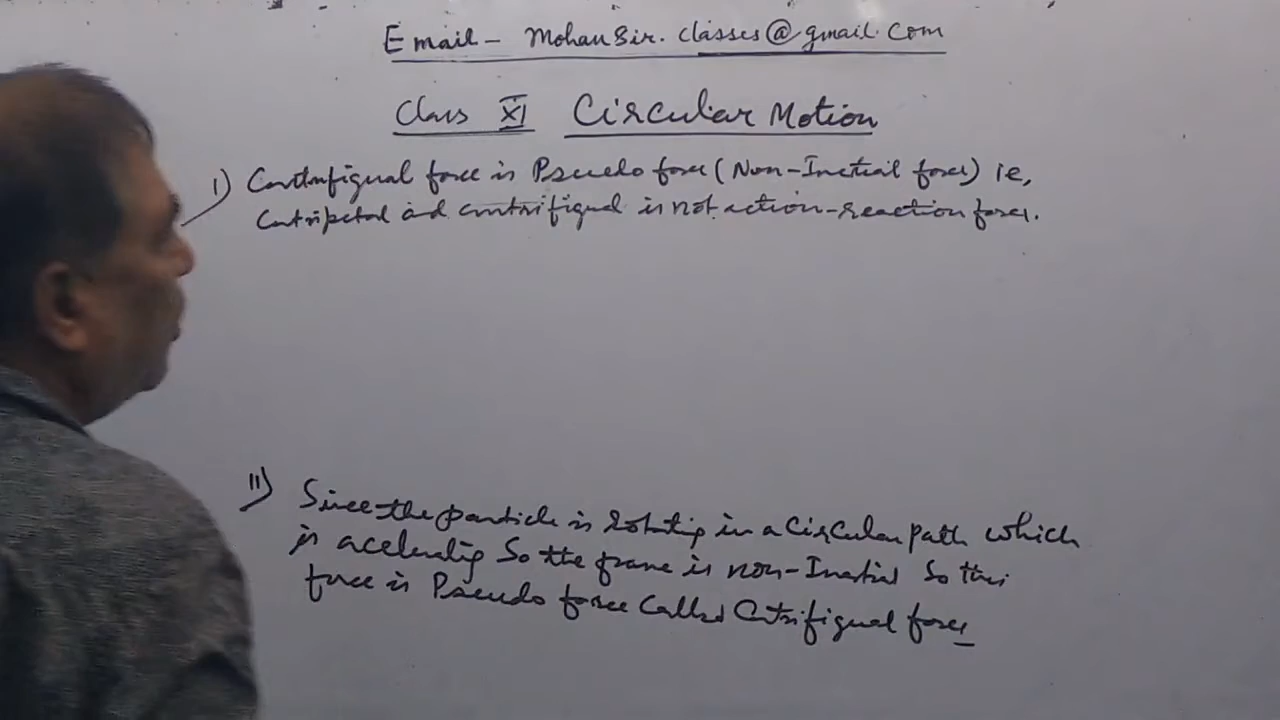 Email - Mohansir.classes@gmail.com
Class XI Circular Motion
I) Centrifigual force is Pseudo force (Non-Inertial force) ie,
Centripetal and centrifigual is not action-reaction force.
II) Since the particle is rotating in a circular path which
is acelerating So the frame is non-Inertial So this
force is Pseudo force Called Centrifigual force